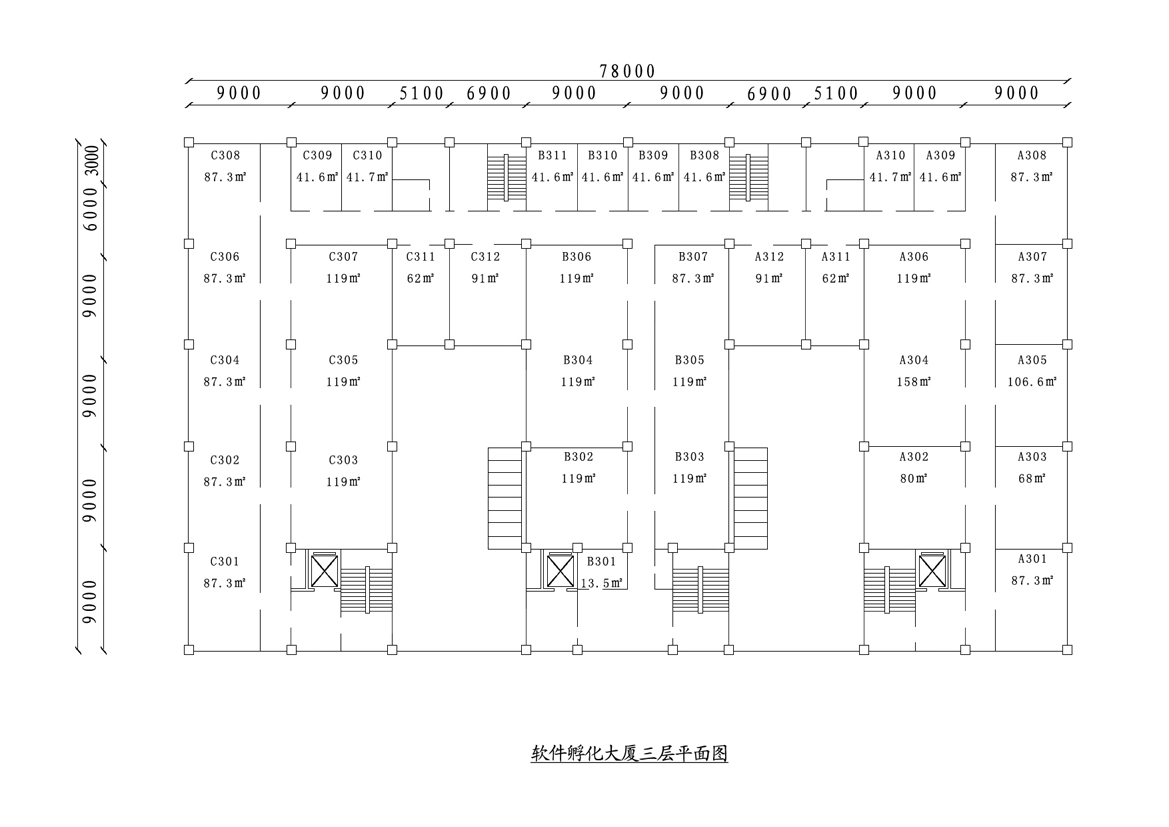 78000
9000 9000 5100 6900 9000 9000 6900 5100 9000 9000
3000
6000
9000
9000
9000
9000
C308 C309 C310 B311 B310 B309 B308 A310 A309 A308
87.3㎡ 41.6㎡ 41.7㎡ 41.6㎡ 41.6㎡ 41.6㎡ 41.6㎡ 41.7㎡ 41.6㎡ 87.3㎡
C306 C307 C311 C312 B306 B307 A312 A311 A306 A307
87.3㎡ 119㎡ 62㎡ 91㎡ 119㎡ 87.3㎡ 91㎡ 62㎡ 119㎡ 87.3㎡
C304 C305 B304 B305 A304 A305
87.3㎡ 119㎡ 119㎡ 119㎡ 158㎡ 106.6㎡
C302 C303 B302 B303 A302 A303
87.3㎡ 119㎡ 119㎡ 119㎡ 80㎡ 68㎡
C301 B301 A301
87.3㎡ 13.5㎡ 87.3㎡
软件孵化大厦三层平面图